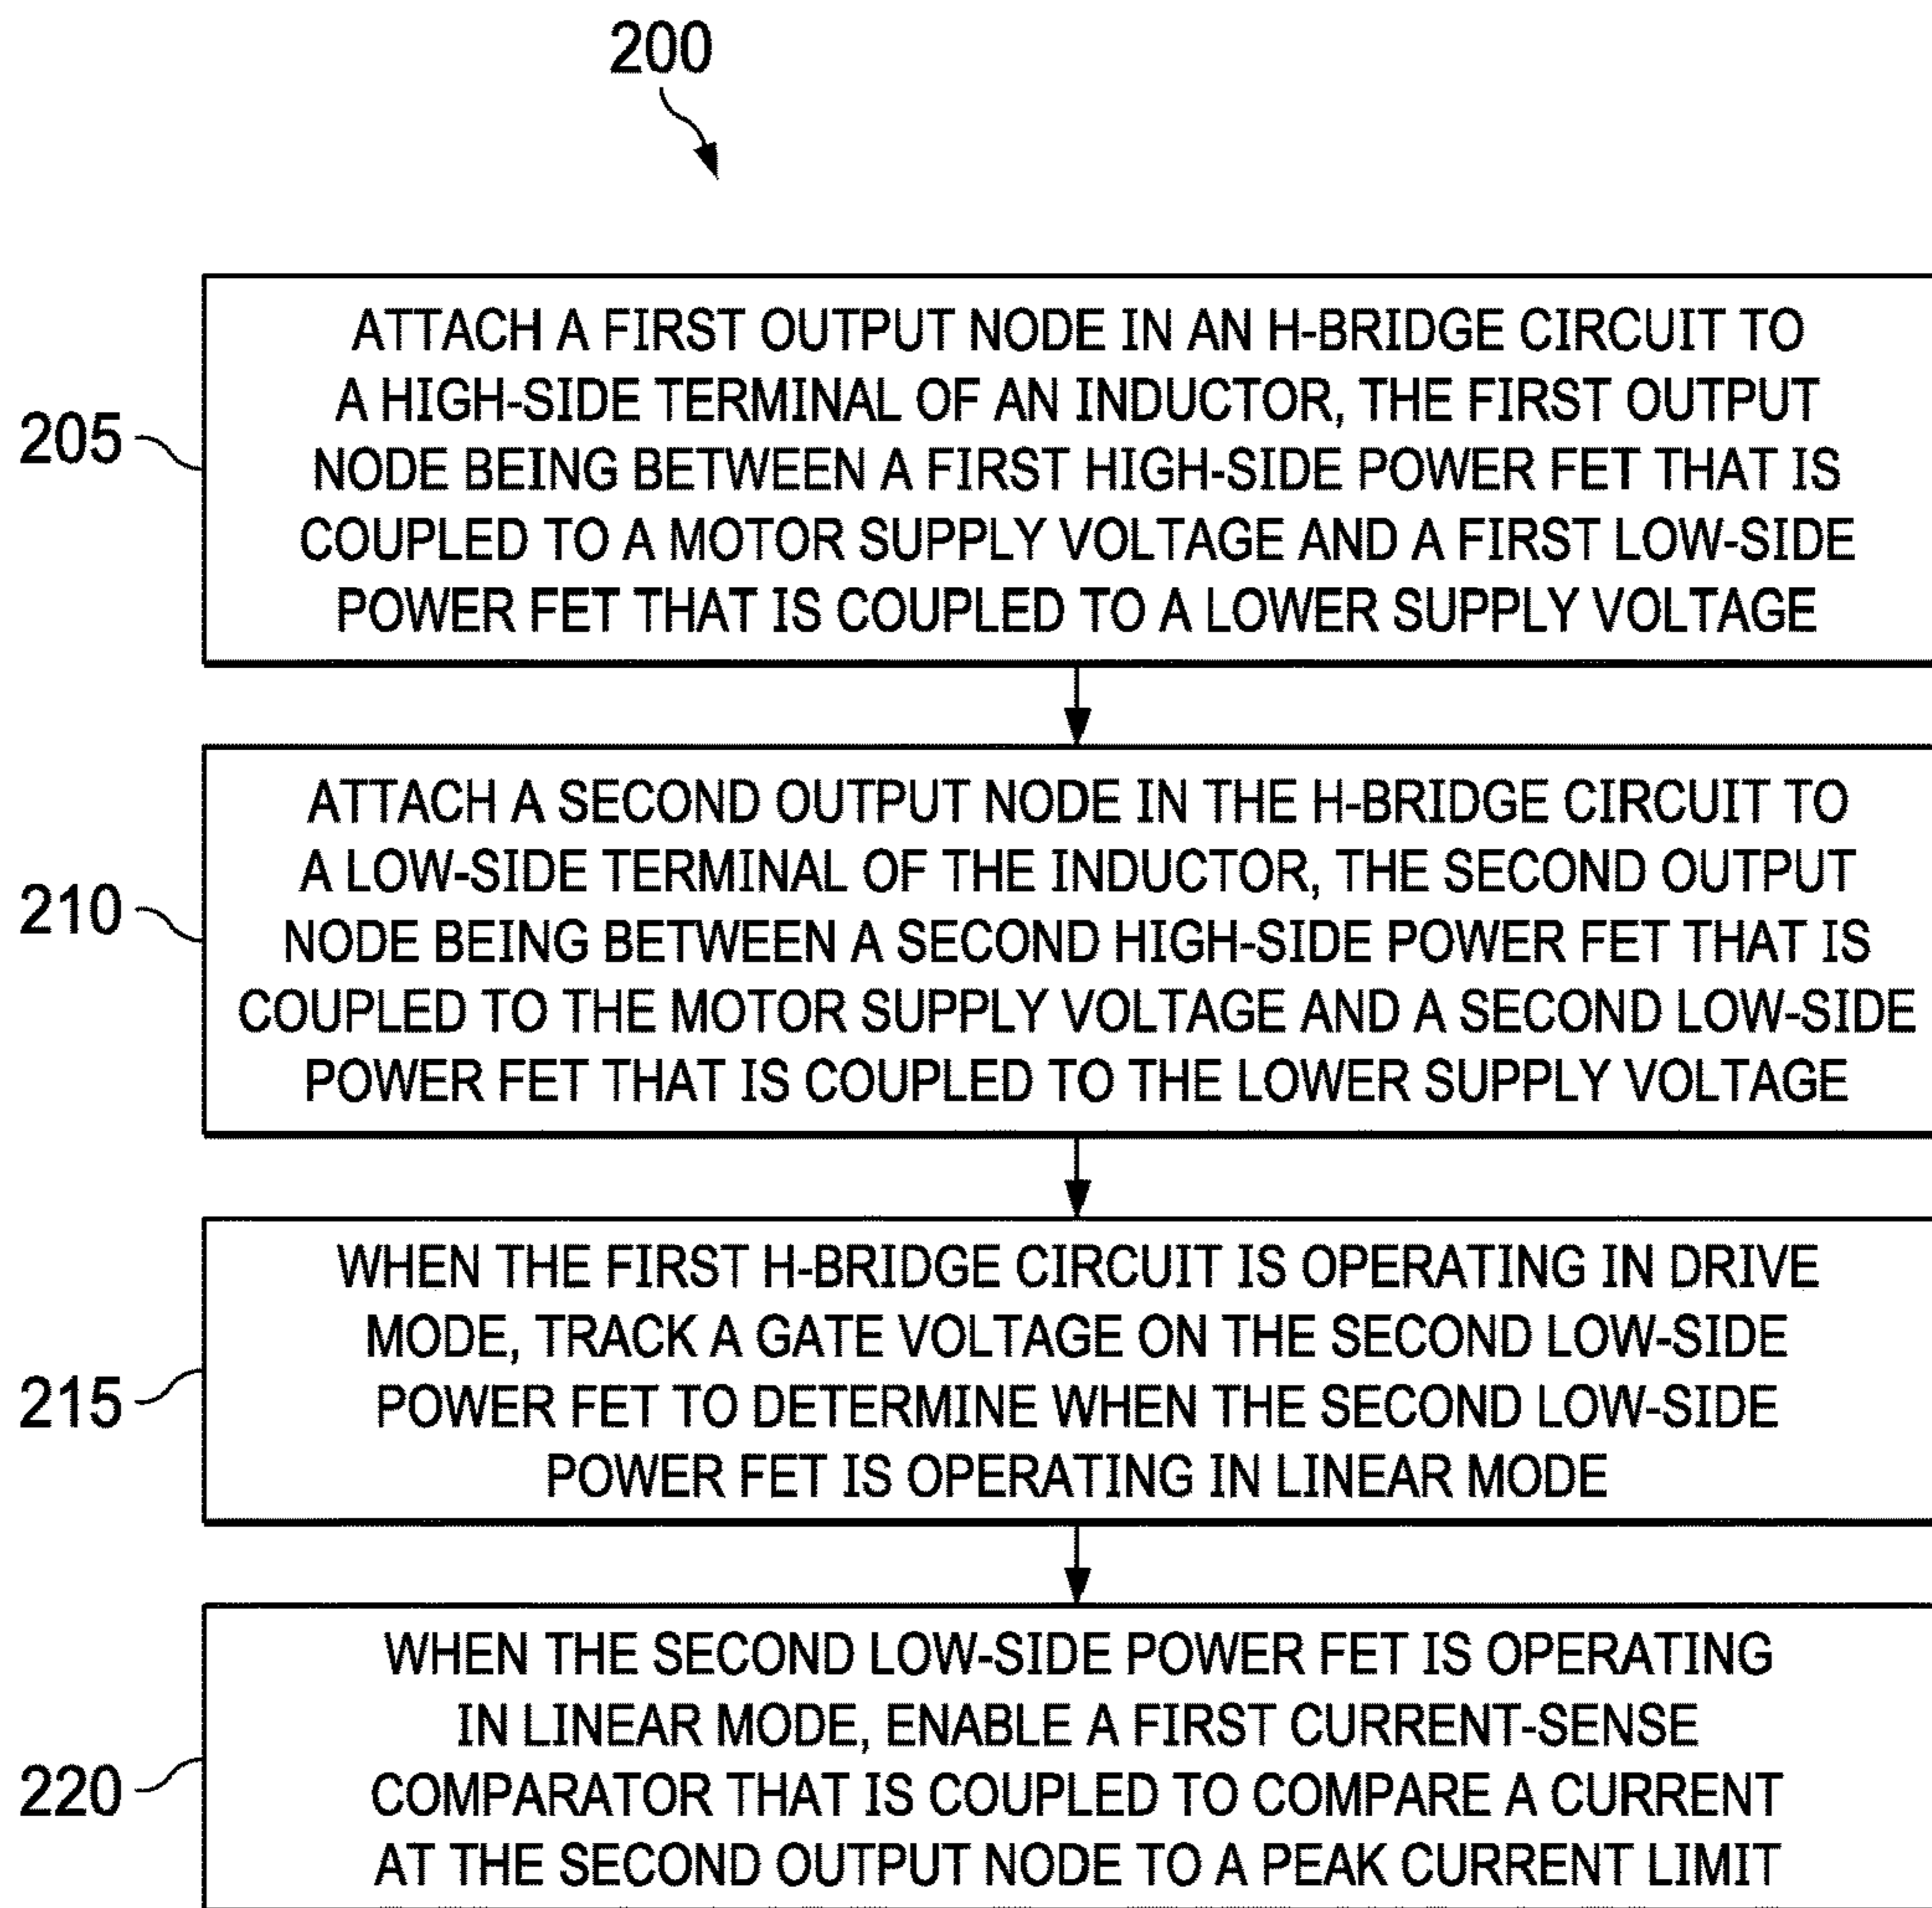 200
205
ATTACH A FIRST OUTPUT NODE IN AN H-BRIDGE CIRCUIT TO
A HIGH-SIDE TERMINAL OF AN INDUCTOR, THE FIRST OUTPUT
NODE BEING BETWEEN A FIRST HIGH-SIDE POWER FET THAT IS
COUPLED TO A MOTOR SUPPLY VOLTAGE AND A FIRST LOW-SIDE
POWER FET THAT IS COUPLED TO A LOWER SUPPLY VOLTAGE
210
ATTACH A SECOND OUTPUT NODE IN THE H-BRIDGE CIRCUIT TO
A LOW-SIDE TERMINAL OF THE INDUCTOR, THE SECOND OUTPUT
NODE BEING BETWEEN A SECOND HIGH-SIDE POWER FET THAT IS
COUPLED TO THE MOTOR SUPPLY VOLTAGE AND A SECOND LOW-SIDE
POWER FET THAT IS COUPLED TO THE LOWER SUPPLY VOLTAGE
215
WHEN THE FIRST H-BRIDGE CIRCUIT IS OPERATING IN DRIVE
MODE, TRACK A GATE VOLTAGE ON THE SECOND LOW-SIDE
POWER FET TO DETERMINE WHEN THE SECOND LOW-SIDE
POWER FET IS OPERATING IN LINEAR MODE
220
WHEN THE SECOND LOW-SIDE POWER FET IS OPERATING
IN LINEAR MODE, ENABLE A FIRST CURRENT-SENSE
COMPARATOR THAT IS COUPLED TO COMPARE A CURRENT
AT THE SECOND OUTPUT NODE TO A PEAK CURRENT LIMIT